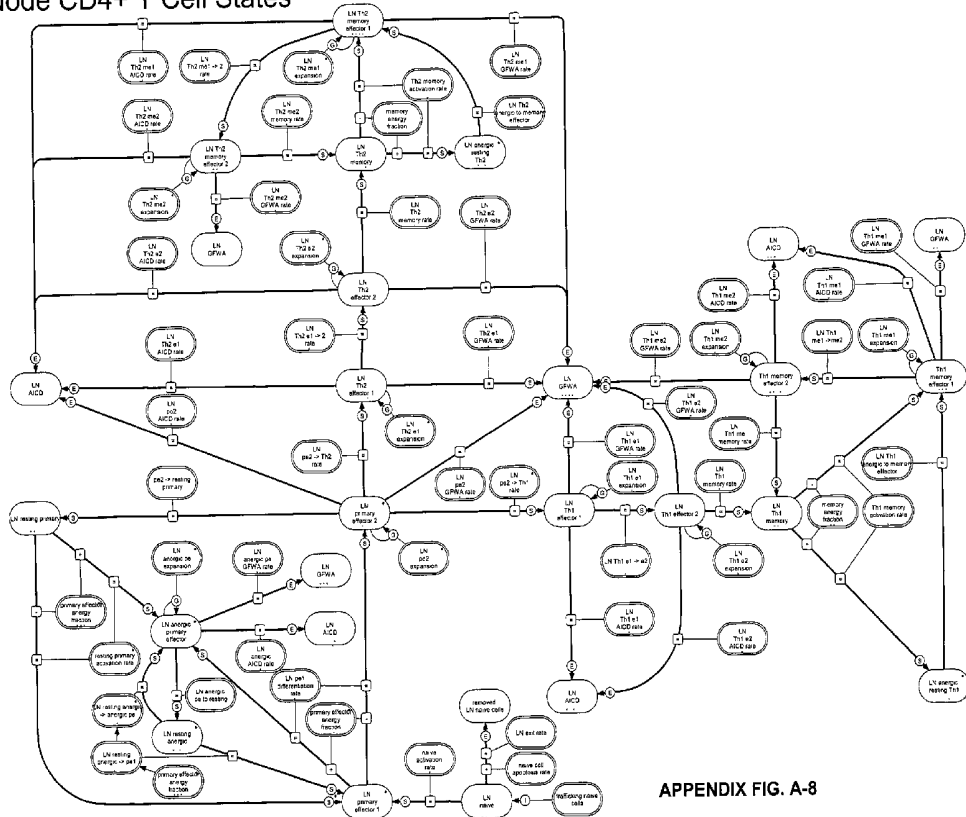 Node CD4+ T Cell States
LN Th2
memory
effector 1
LN
Th2 me1
AICD rate
LN
Th2 me1 -> 2
rate
LN
Th2 me1
expansion
Th2 memory
activation rate
LN
Th2 me1
GFWA rate
LN
Th2 me2
AICD rate
LN
Th2 me2
memory rate
memory
anergy
fraction
LN Th2
anergic to memory
effector
LN Th2
memory
effector 2
LN
Th2
memory
LN anergic
resting
Th2
LN
Th2 me2
expansion
LN
Th2 me2
GFWA rate
LN
Th2
memory rate
LN
Th2 e2
GFWA rate
LN
GFWA
LN
Th2 e2
AICD rate
LN
Th2 e2
expansion
LN
Th2
effector 2
LN
AICD
LN
Th1 me1
GFWA rate
LN
GFWA
LN
Th1 me2
AICD rate
LN
Th1 me1
AICD rate
LN
Th2 e1
AICD rate
LN
Th2 e1 -> 2
rate
LN
Th2 e1
GFWA rate
LN
Th1 me2
GFWA rate
LN
Th1 me2
expansion
LN Th1
me1 ->me2
LN
Th1 me1
expansion
LN
AICD
LN
Th2
effector 1
LN
GFWA
Th1 memory
effector 2
Th1
memory
effector 1
LN
pe2
AICD rate
LN
Th2 e1
expansion
LN
Th1 e2
GFWA rate
LN
pe2 -> Th2
rate
LN
Th1 e1
GFWA rate
LN
Th1 me
memory rate
LN Th1
anergic to memory
effector
pe2 -> resting
primary
LN
pe2
GFWA rate
LN
pe2 -> Th1
rate
LN
Th1 e1
expansion
LN
Th1
memory rate
LN resting primary
LN
primary
effector 2
LN
Th1
effector 1
LN
Th1 effector 2
LN
Th1
memory
memory
anergy
fraction
Th1 memory
activation rate
LN
anergic pe
expansion
LN
anergic pe
GFWA rate
LN
GFWA
LN
pe2
expansion
LN Th1 e1 -> e2
LN
Th1 e2
expansion
primary effector
anergy
fraction
LN anergic
primary
effector
LN
AICD
LN
Th1 e1
AICD rate
LN
Th1 e2
AICD rate
resting primary
activation rate
LN
anergic
AICD rate
LN pe1
differentiation
rate
LN anergic
pe to resting
LN anergic
resting Th1
LN resting anergic
-> anergic pe
primary effector
anergy
fraction
removed
LN naive cells
LN
AICD
LN resting
anergic
LN exit rate
LN resting
anergic -> pe1
naive
activation
rate
naive cell
apoptosis rate
primary effector
anergy
fraction
LN
primary
effector 1
LN
naive
trafficking naive
cells
APPENDIX FIG. A-8